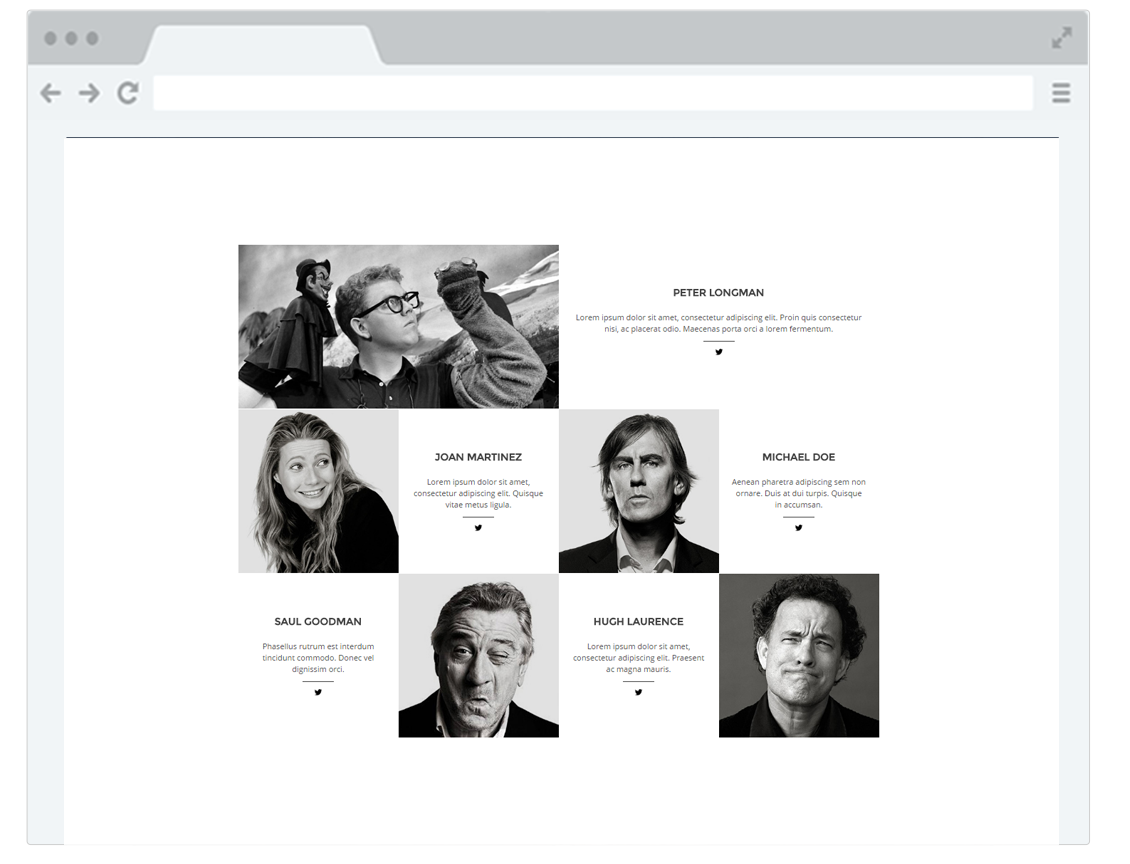 PETER LONGMAN
Lorem ipsum dolor sit amet, consectetur adipiscing elit. Proin quis consectetur
nisi, ac placerat odio. Maecenas porta orci a lorem fermentum.
JOAN MARTINEZ
Lorem ipsum dolor sit amet,
consectetur adipiscing elit. Quisque
vitae metus ligula.
MICHAEL DOE
Aenean pharetra adipiscing sem non
ornare. Duis at dui turpis. Quisque
in accumsan.
SAUL GOODMAN
Phasellus rutrum est interdum
tincidunt commodo. Donec vel
dignissim orci.
HUGH LAURENCE
Lorem ipsum dolor sit amet,
consectetur adipiscing elit. Praesent
ac magna mauris.